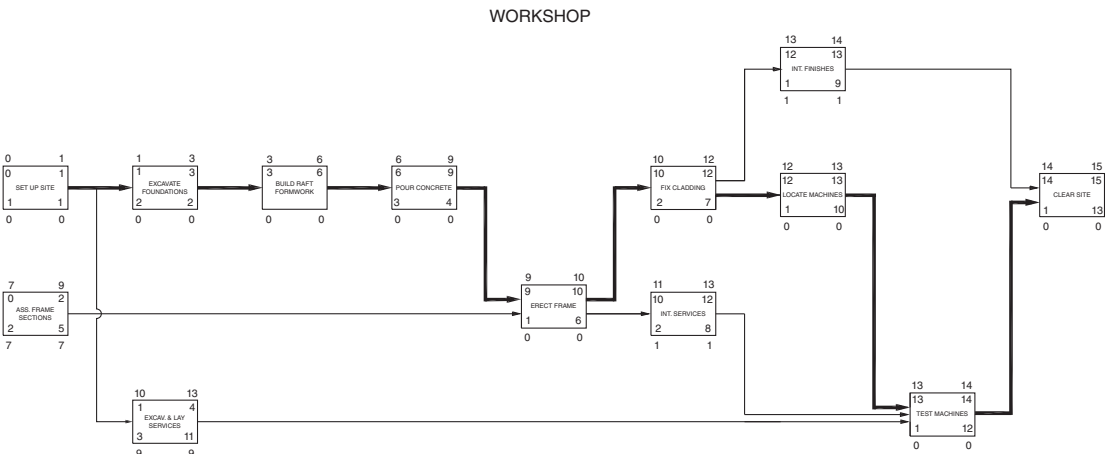 WORKSHOP
13 14
12 13
INT. FINISHES
1 9
1 1
0 1
0 1
SET UP SITE
1 1
0 0
1 3
1 3
EXCAVATE
FOUNDATIONS
2 2
0 0
3 6
3 6
BUILD RAFT
FORMWORK
0 0
6 9
6 9
POUR CONCRETE
3 4
0 0
10 12
10 12
FIX CLADDING
2 7
0 0
12 13
12 13
LOCATE MACHINES
1 10
0 0
14 15
14 15
CLEAR SITE
1 13
0 0
7 9
0 2
ASS. FRAME
SECTIONS
2 5
7 7
9 10
9 10
ERECT FRAME
1 6
0 0
11 13
10 12
INT. SERVICES
2 8
1 1
10 13
1 4
EXCAV. & LAY
SERVICES
3 11
9 9
13 14
13 14
TEST MACHINES
1 12
0 0